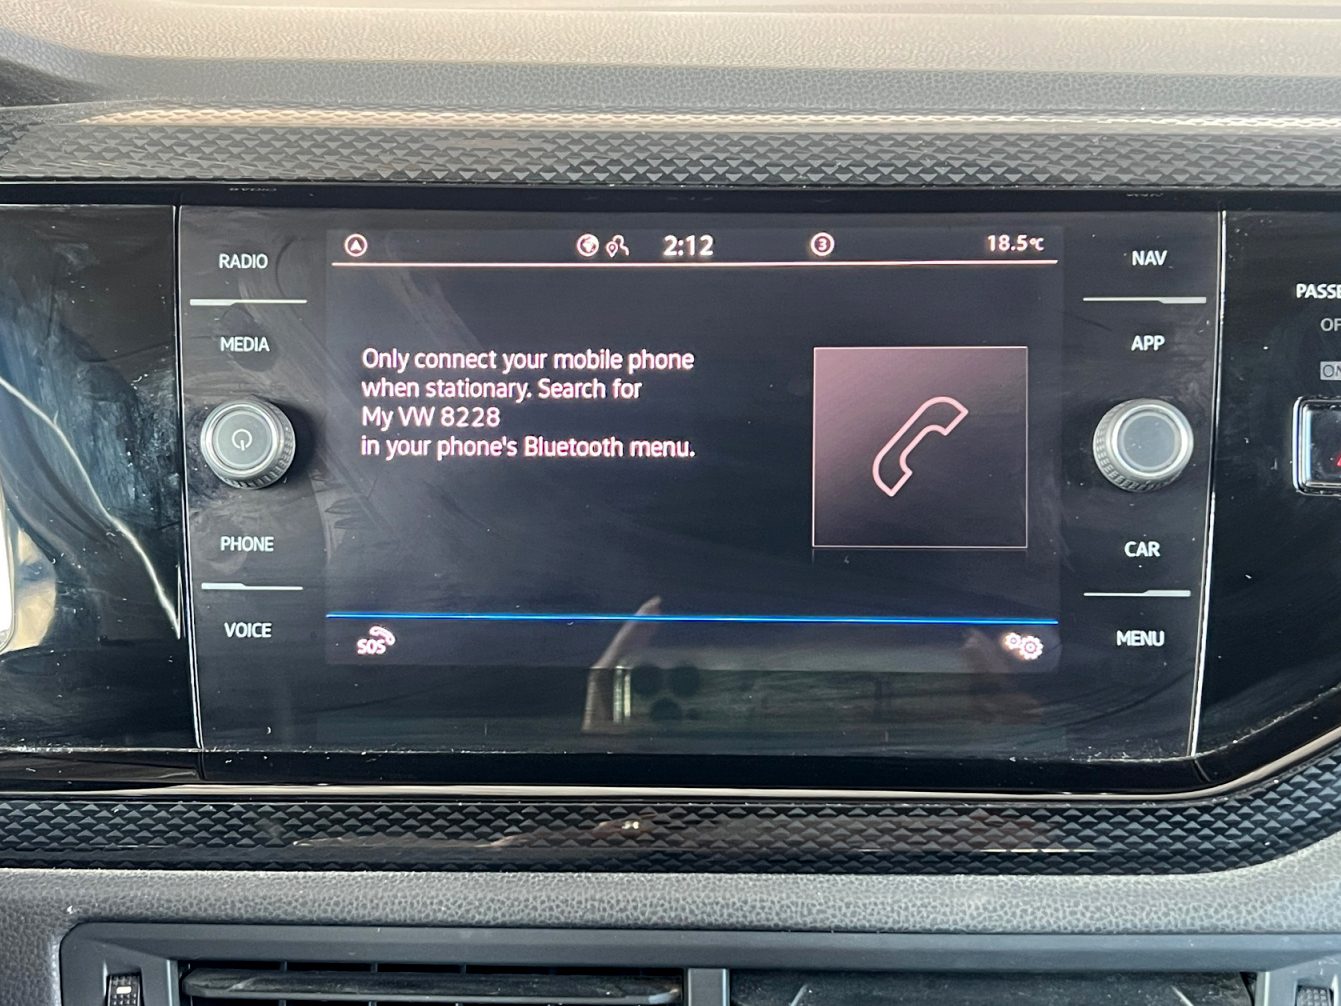 2:12
3
18.5°C
RADIO
MEDIA
PHONE
VOICE
Only connect your mobile phone
when stationary. Search for
My VW 8228
in your phone's Bluetooth menu.
SOS
NAV
APP
CAR
MENU